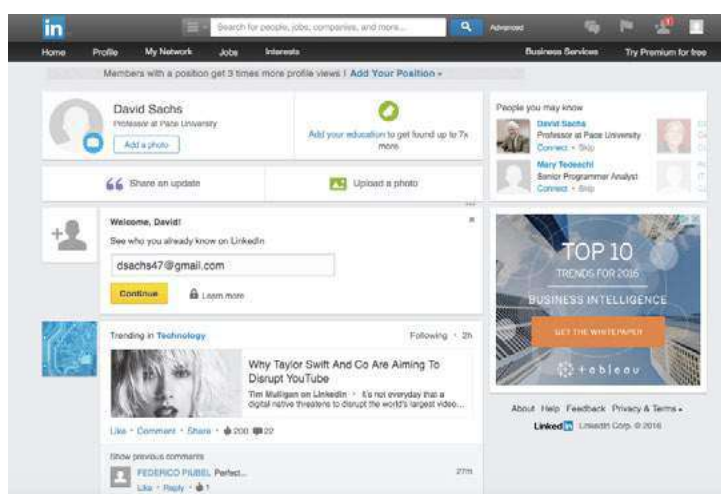 in
Search for people, jobs, companies, and more...
Advanced
Home Profile My Network Jobs Interests
Business Services Try Premium for free
Members with a position get 3 times more profile views! Add Your Position »
David Sachs
Professor at Pace University
Add a photo
Add your education to get found up to 7x
more
Share an update
Upload a photo
People you may know
David Sachs
Professor at Pace University
Connect • Skip
Mary Tedeschi
Senior Programmer Analyst
Connect • Skip
Welcome, David!
See who you already know on LinkedIn
dsachs47@gmail.com
Continue
Learn more
TOP 10
TRENDS FOR 2016
BUSINESS INTELLIGENCE
GET THE WHITEPAPER
+ableau
Trending in Technology
Following • 2h
Why Taylor Swift And Co Are Aiming To
Disrupt YouTube
Tim Mulligan on LinkedIn • It's not everyday that a
digital native threatens to disrupt the world's largest video...
Like • Comment • Share • 200 22
Show previous comments
FEDERICO PIUBEL Perfect...
27m
Like • Reply • 1
About Help Feedback Privacy & Terms
LinkedIn LinkedIn Corp. © 2016